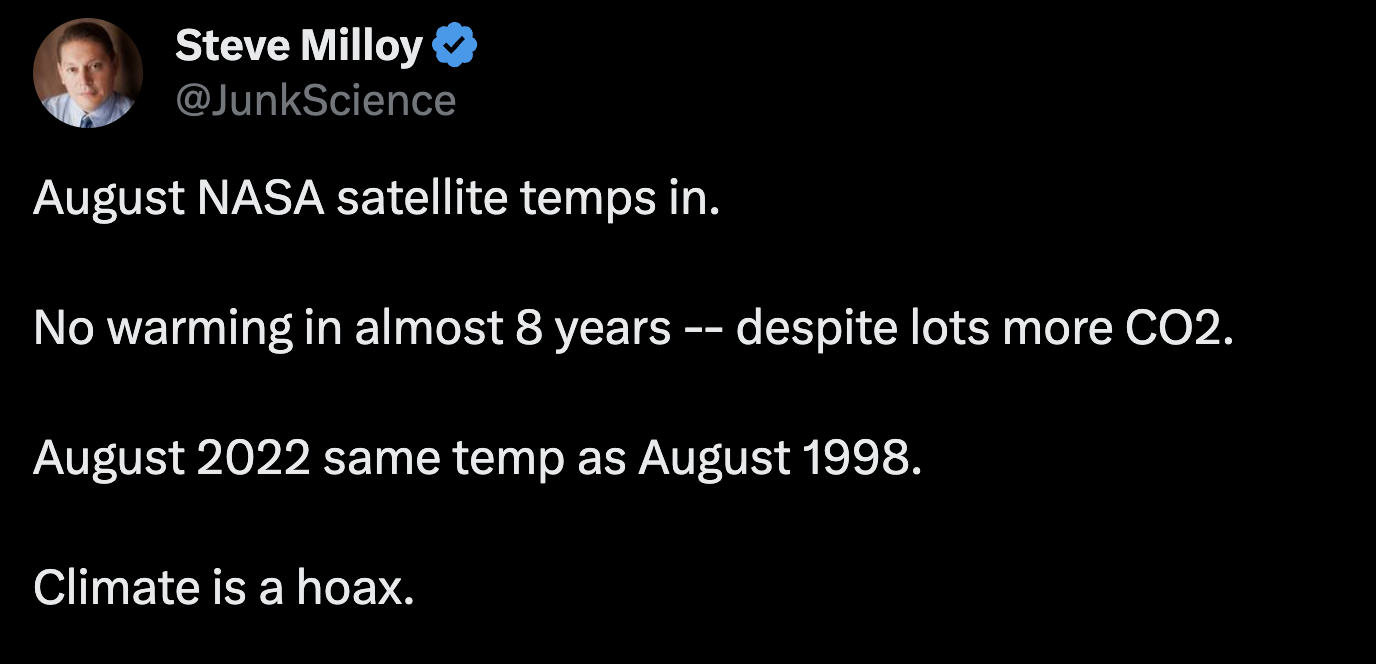 Steve Milloy
@JunkScience
August NASA satellite temps in.
No warming in almost 8 years -- despite lots more CO2.
August 2022 same temp as August 1998.
Climate is a hoax.